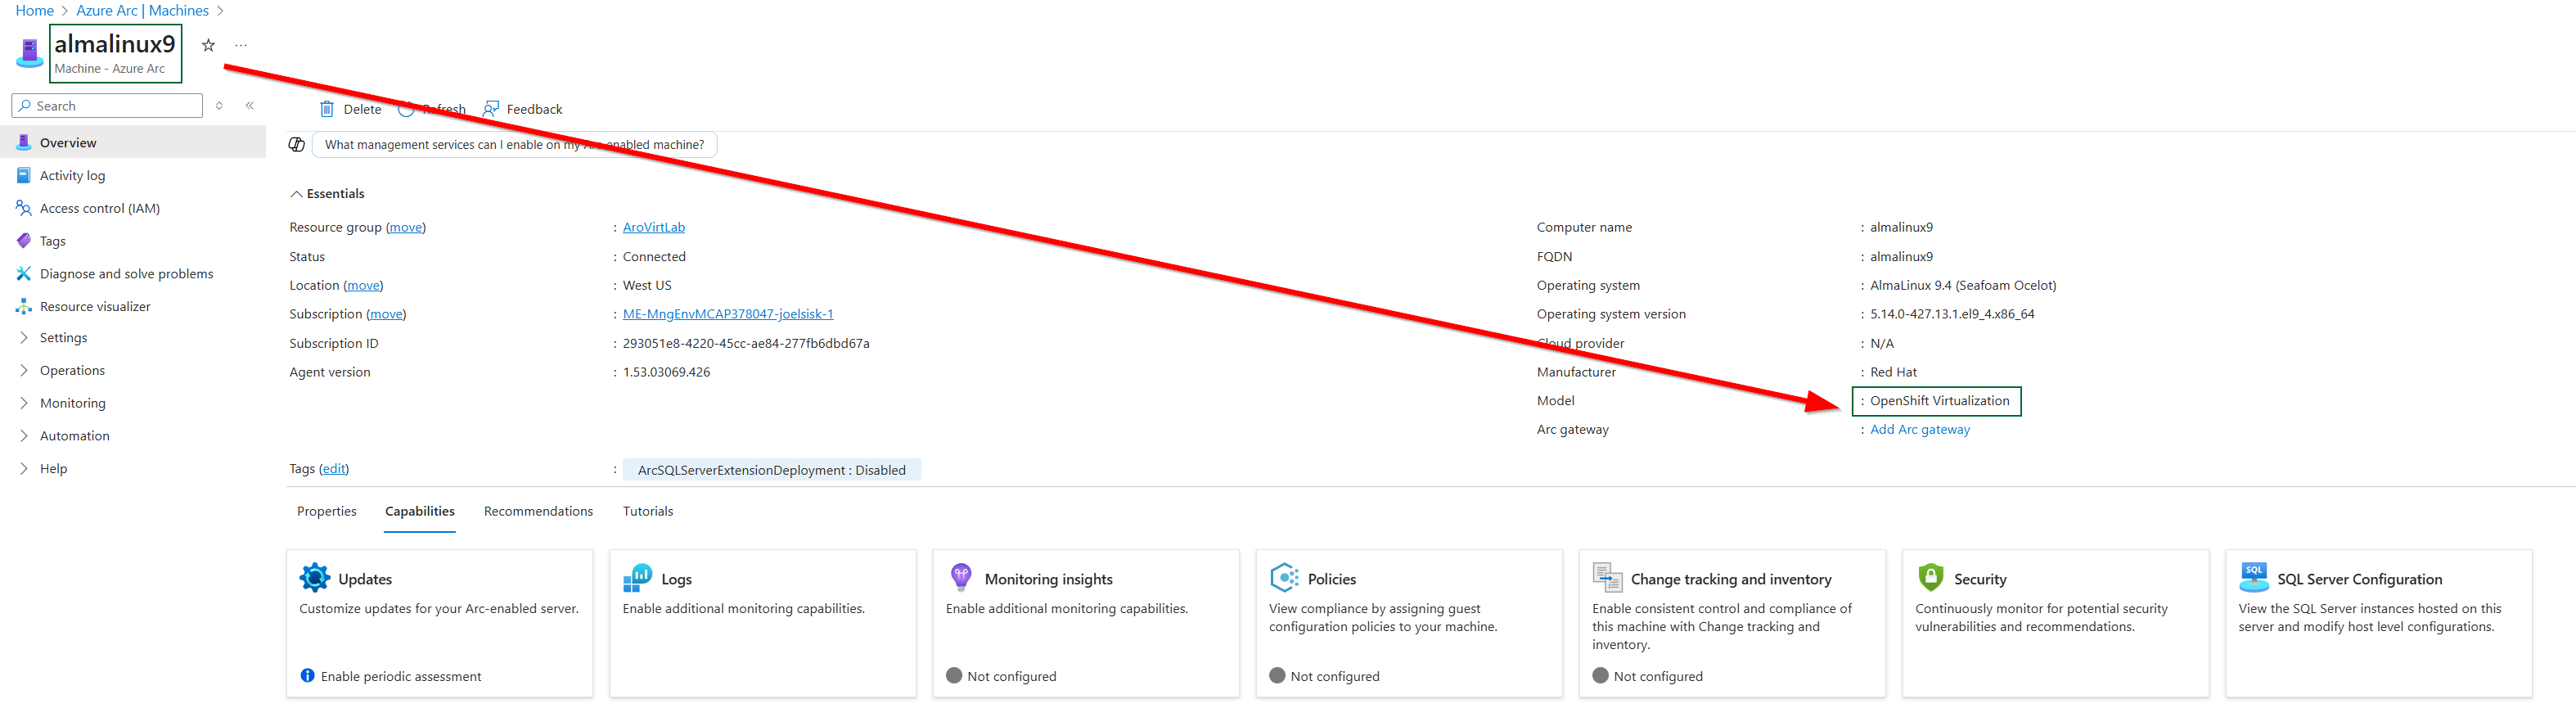 Home > Azure Arc | Machines >
almalinux9
Machine - Azure Arc
Search
Delete Refresh Feedback
What management services can I enable on my Arc enabled machine?
Overview
Activity log
Access control (IAM)
Tags
Diagnose and solve problems
Resource visualizer
Settings
Operations
Monitoring
Automation
Help
Essentials
Resource group (move) : AroVirtLab
Status : Connected
Location (move) : West US
Subscription (move) : ME-MngEnvMCAP378047-joelsisk-1
Subscription ID : 293051e8-4220-45cc-ae84-277fb6dbd67a
Agent version : 1.53.03069.426
Computer name : almalinux9
FQDN : almalinux9
Operating system : AlmaLinux 9.4 (Seafoam Ocelot)
Operating system version : 5.14.0-427.13.1.el9_4.x86_64
Cloud provider : N/A
Manufacturer : Red Hat
Model : OpenShift Virtualization
Arc gateway : Add Arc gateway
Tags (edit) : ArcSQLServerExtensionDeployment : Disabled
Properties Capabilities Recommendations Tutorials
Updates
Customize updates for your Arc-enabled server.
Enable periodic assessment
Logs
Enable additional monitoring capabilities.
Monitoring insights
Enable additional monitoring capabilities.
Not configured
Policies
View compliance by assigning guest
configuration policies to your machine.
Not configured
Change tracking and inventory
Enable consistent control and compliance of
this machine with Change tracking and
inventory.
Not configured
Security
Continuously monitor for potential security
vulnerabilities and recommendations.
SQL
SQL Server Configuration
View the SQL Server instances hosted on this
server and modify host level configurations.